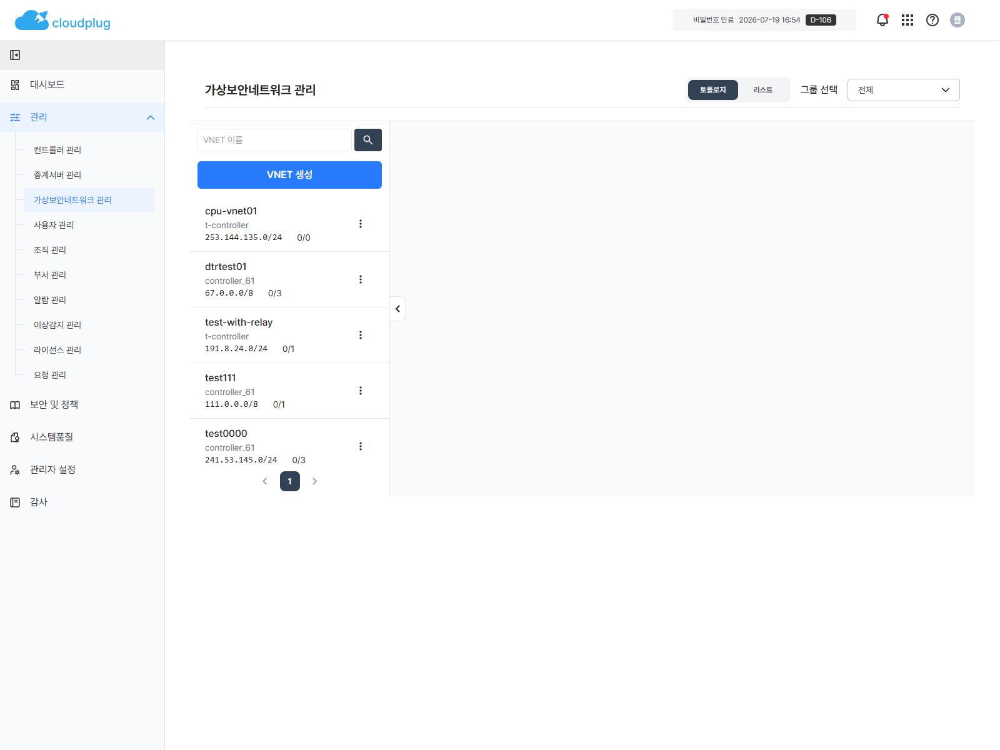 cloudplug
비밀번호 만료 2026-07-19 16:54 D-106
클
대시보드
관리
컨트롤러 관리
중계서버 관리
가상보안네트워크 관리
사용자 관리
조직 관리
부서 관리
알람 관리
이상감지 관리
라이선스 관리
요청 관리
보안 및 정책
시스템품질
관리자 설정
감사
가상보안네트워크 관리
토폴로지 리스트 그룹 선택 전체
VNET 이름
VNET 생성
cpu-vnet01
t-controller
253.144.135.0/24 0/0
dtrtest01
controller_61
67.0.0.0/8 0/3
test-with-relay
t-controller
191.8.24.0/24 0/1
test111
controller_61
111.0.0.0/8 0/1
test0000
controller_61
241.53.145.0/24 0/3
1